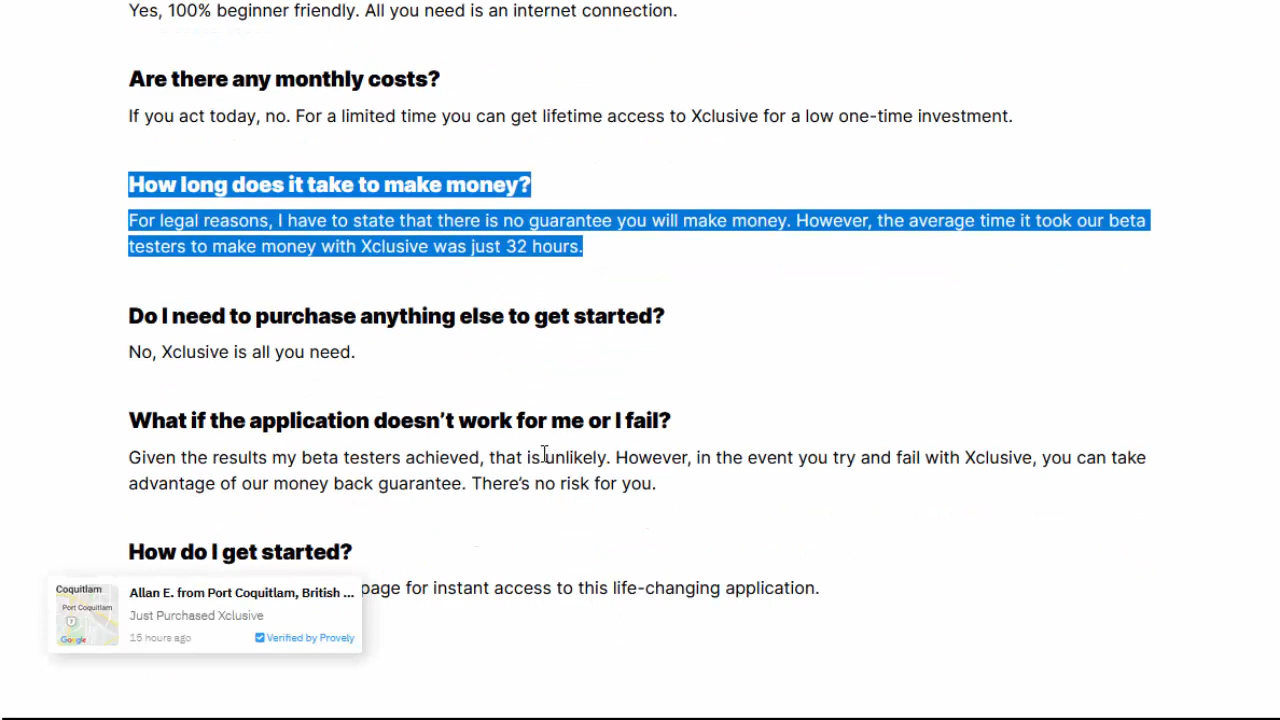 Yes, 100% beginner friendly. All you need is an internet connection.
Are there any monthly costs?
If you act today, no. For a limited time you can get lifetime access to Xclusive for a low one-time investment.
How long does it take to make money?
For legal reasons, I have to state that there is no guarantee you will make money. However, the average time it took our beta
testers to make money with Xclusive was just 32 hours.
Do I need to purchase anything else to get started?
No, Xclusive is all you need.
What if the application doesn’t work for me or I fail?
Given the results my beta testers achieved, that is unlikely. However, in the event you try and fail with Xclusive, you can take
advantage of our money back guarantee. There’s no risk for you.
How do I get started?
page for instant access to this life-changing application.
Coquitlam
Port Coquitlam
7
Google
Allan E. from Port Coquitlam, British ...
Just Purchased Xclusive
15 hours ago
Verified by Provely